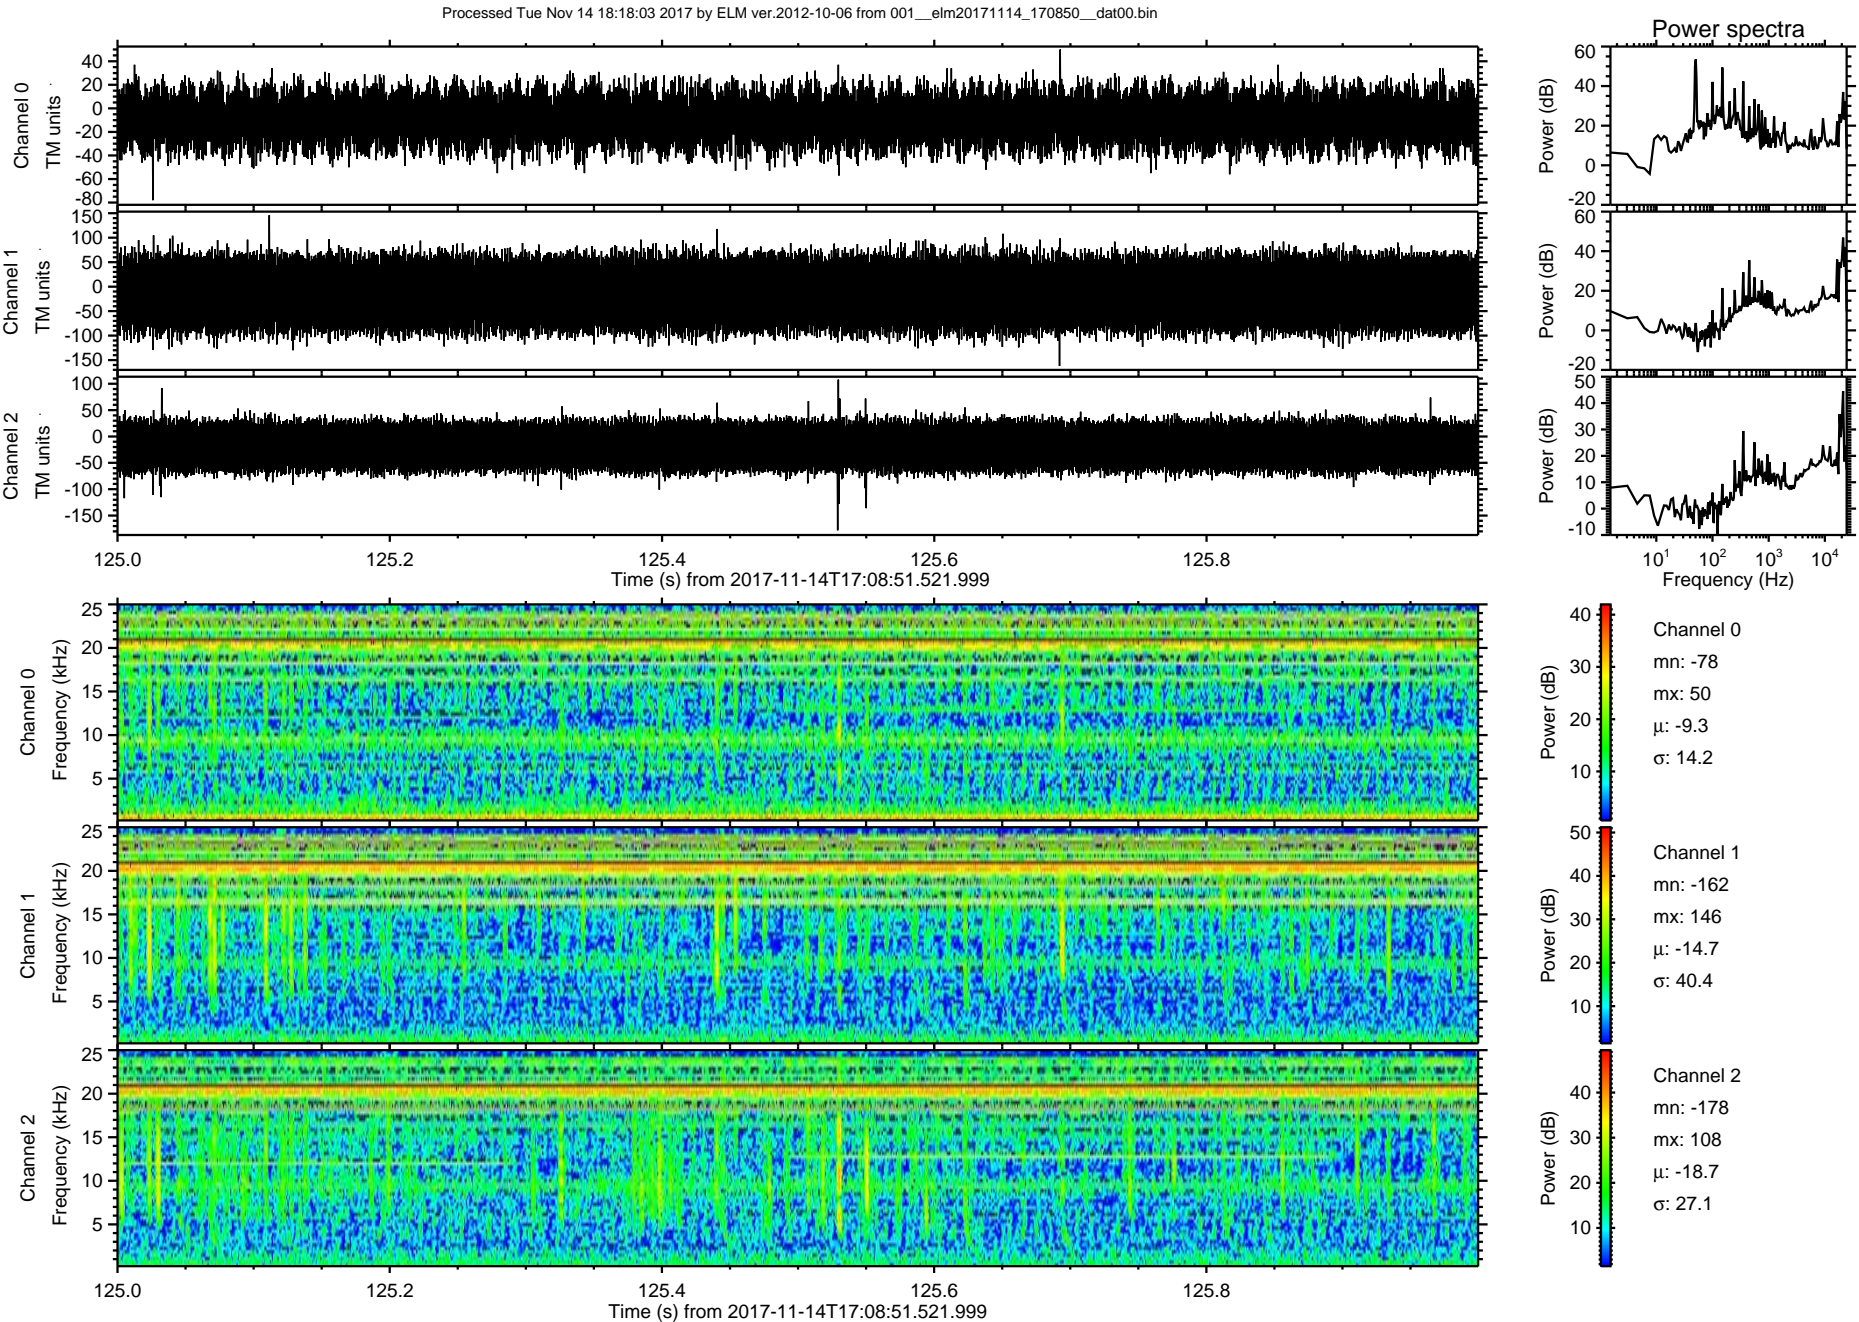 Processed Tue Nov 14 18:18:03 2017 by ELM ver.2012-10-06 from 001__elm20171114_170850__dat00.bin
Power spectra
Channel 0
TM units
40
20
0
-20
-40
-60
-80
Power (dB)
60
40
20
0
-20
Channel 1
TM units
150
100
50
0
-50
-100
-150
Power (dB)
60
40
20
0
-20
Channel 2
TM units
100
50
0
-50
-100
-150
Power (dB)
50
40
30
20
10
0
-10
125.0 125.2 125.4 125.6 125.8
Time (s) from 2017-11-14T17:08:51.521.999
10¹ 10² 10³ 10⁴
Frequency (Hz)
Channel 0
Frequency (kHz)
25
20
15
10
5
Power (dB)
40
30
20
10
Channel 0
mn: -78
mx: 50
µ: -9.3
σ: 14.2
Channel 1
Frequency (kHz)
25
20
15
10
5
Power (dB)
50
40
30
20
10
Channel 1
mn: -162
mx: 146
µ: -14.7
σ: 40.4
Channel 2
Frequency (kHz)
25
20
15
10
5
Power (dB)
40
30
20
10
Channel 2
mn: -178
mx: 108
µ: -18.7
σ: 27.1
125.0 125.2 125.4 125.6 125.8
Time (s) from 2017-11-14T17:08:51.521.999